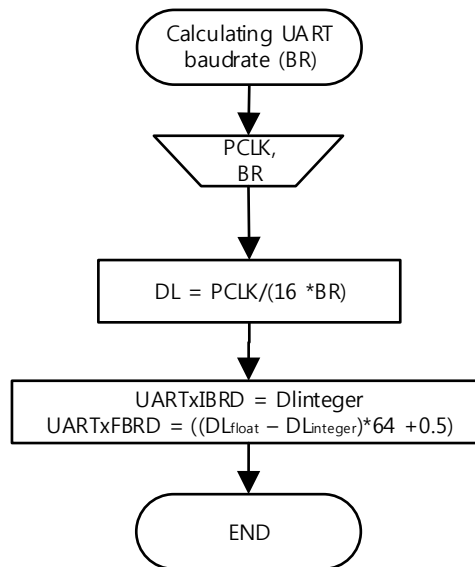 Calculating UART
baudrate (BR)
PCLK,
BR
DL = PCLK/(16 *BR)
UARTxIBRD = Dlinteger
UARTxFBRD = ((DLfloat – DLinteger)*64 +0.5)
END